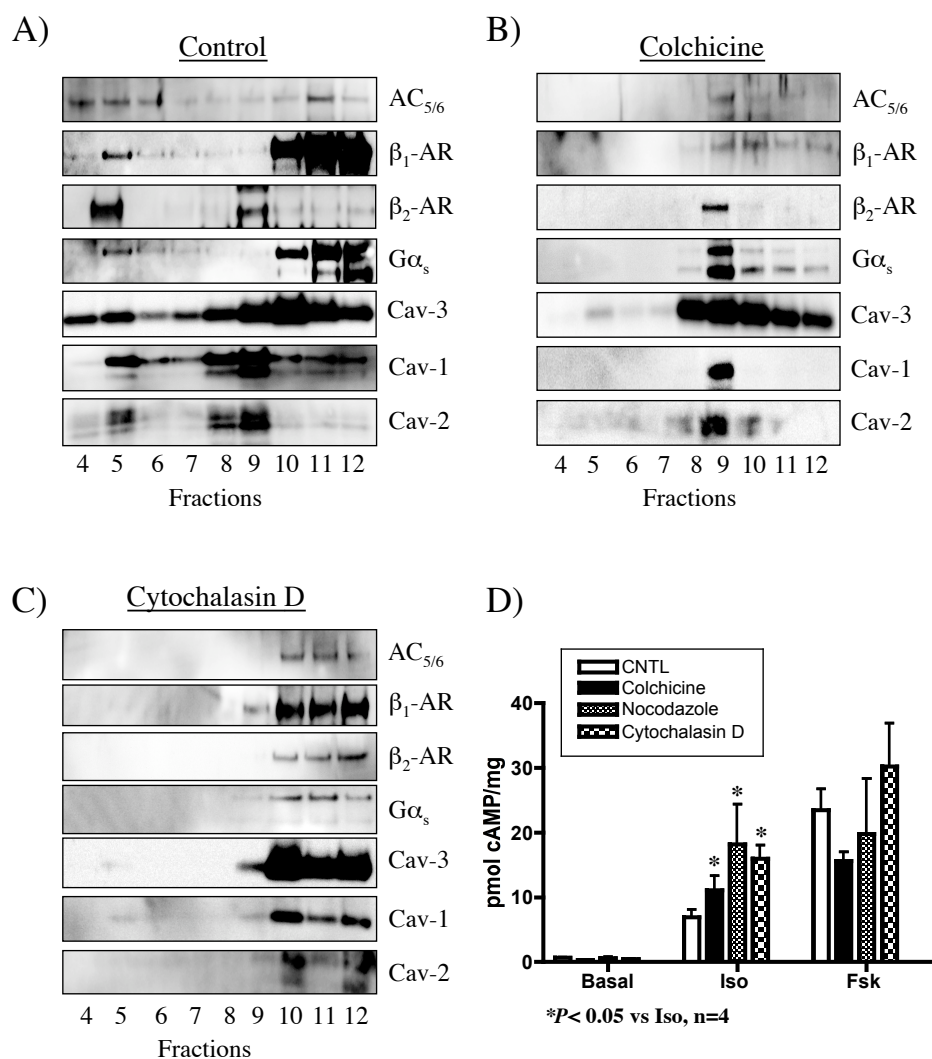 A)
Control
AC5/6
β1-AR
β2-AR
Gαs
Cav-3
Cav-1
Cav-2
4 5 6 7 8 9 10 11 12
Fractions
B)
Colchicine
AC5/6
β1-AR
β2-AR
Gαs
Cav-3
Cav-1
Cav-2
4 5 6 7 8 9 10 11 12
Fractions
C)
Cytochalasin D
AC5/6
β1-AR
β2-AR
Gαs
Cav-3
Cav-1
Cav-2
4 5 6 7 8 9 10 11 12
Fractions
D)
CNTL
Colchicine
Nocodazole
Cytochalasin D
pmol cAMP/mg
40
30
20
10
0
* * *
Basal Iso Fsk
*P< 0.05 vs Iso, n=4